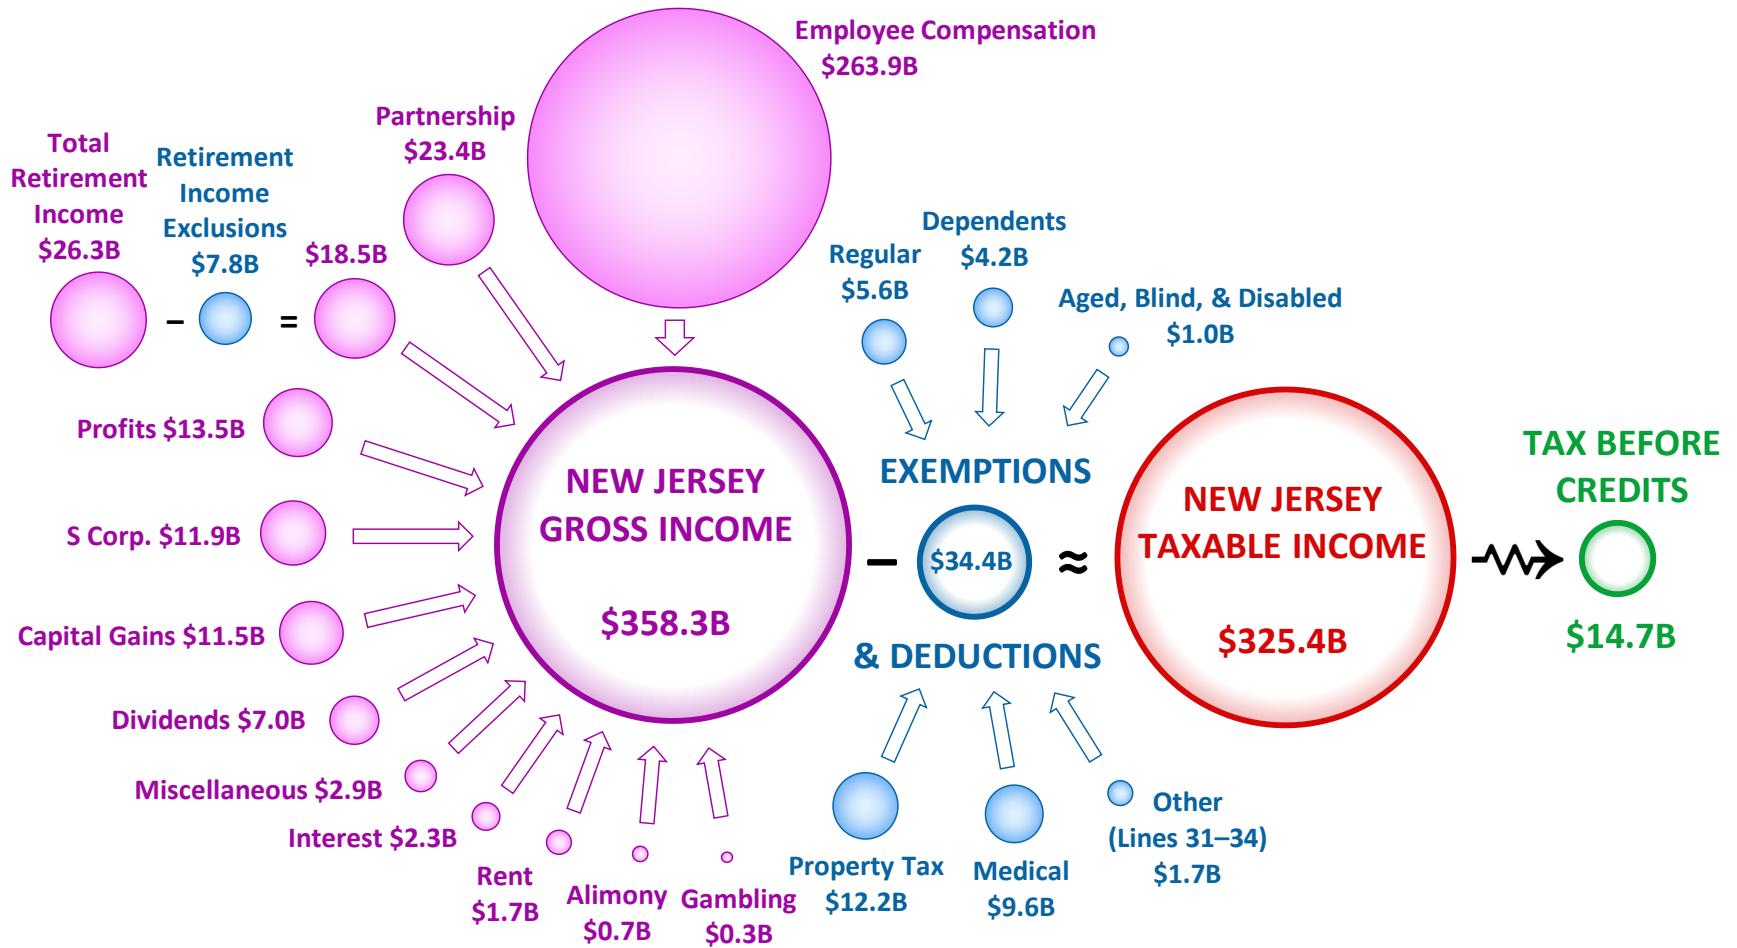 Employee Compensation
$263.9B
Partnership
$23.4B
Total
Retirement
Income
$26.3B
Retirement
Income
Exclusions
$7.8B
$18.5B
–
=
Profits $13.5B
S Corp. $11.9B
Capital Gains $11.5B
Dividends $7.0B
Miscellaneous $2.9B
Interest $2.3B
Rent
$1.7B
Alimony
$0.7B
Gambling
$0.3B
NEW JERSEY
GROSS INCOME
$358.3B
–
Regular
$5.6B
Dependents
$4.2B
Aged, Blind, & Disabled
$1.0B
EXEMPTIONS
$34.4B
& DEDUCTIONS
Property Tax
$12.2B
Medical
$9.6B
Other
(Lines 31–34)
$1.7B
≈
NEW JERSEY
TAXABLE INCOME
$325.4B
TAX BEFORE
CREDITS
$14.7B